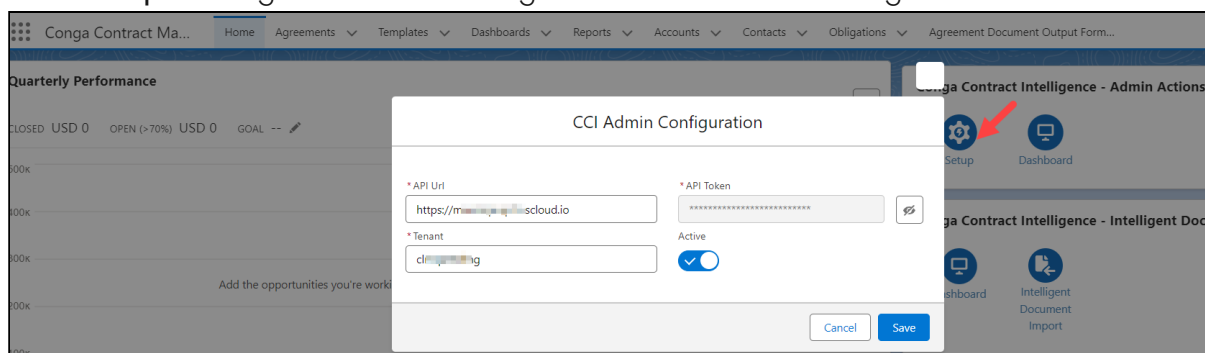 Conga Contract Ma...
Home
Agreements
Templates
Dashboards
Reports
Accounts
Contacts
Obligations
Agreement Document Output Form...
Quarterly Performance
CLOSED USD 0 OPEN (>70%) USD 0 GOAL --
Add the opportunities you're worki
CCI Admin Configuration
* API Url
* API Token
https://m scloud.io
**************************
* Tenant
Active
Cancel
Save
Contract Intelligence - Admin Actions
Setup
Dashboard
Contract Intelligence - Intelligent Doc
Intelligent
Document
Import